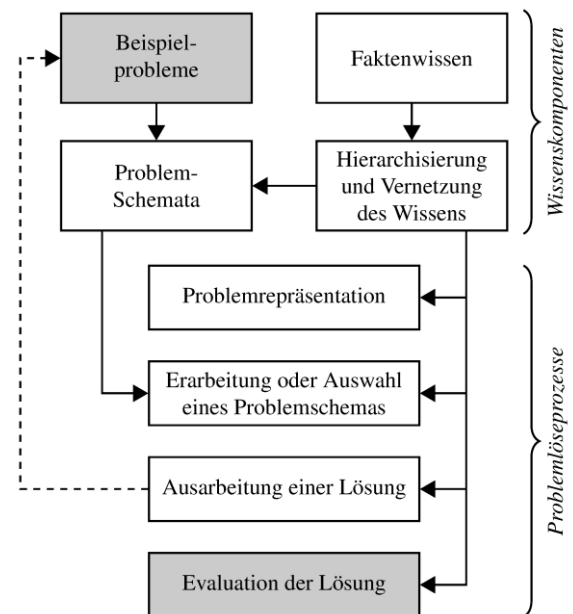 Beispiel-
probleme
Faktenwissen
Problem-
Schemata
Hierarchisierung
und Vernetzung
des Wissens
Wissenskomponenten
Problemrepräsentation
Erarbeitung oder Auswahl
eines Problemschemas
Ausarbeitung einer Lösung
Evaluation der Lösung
Problemlöseprozesse